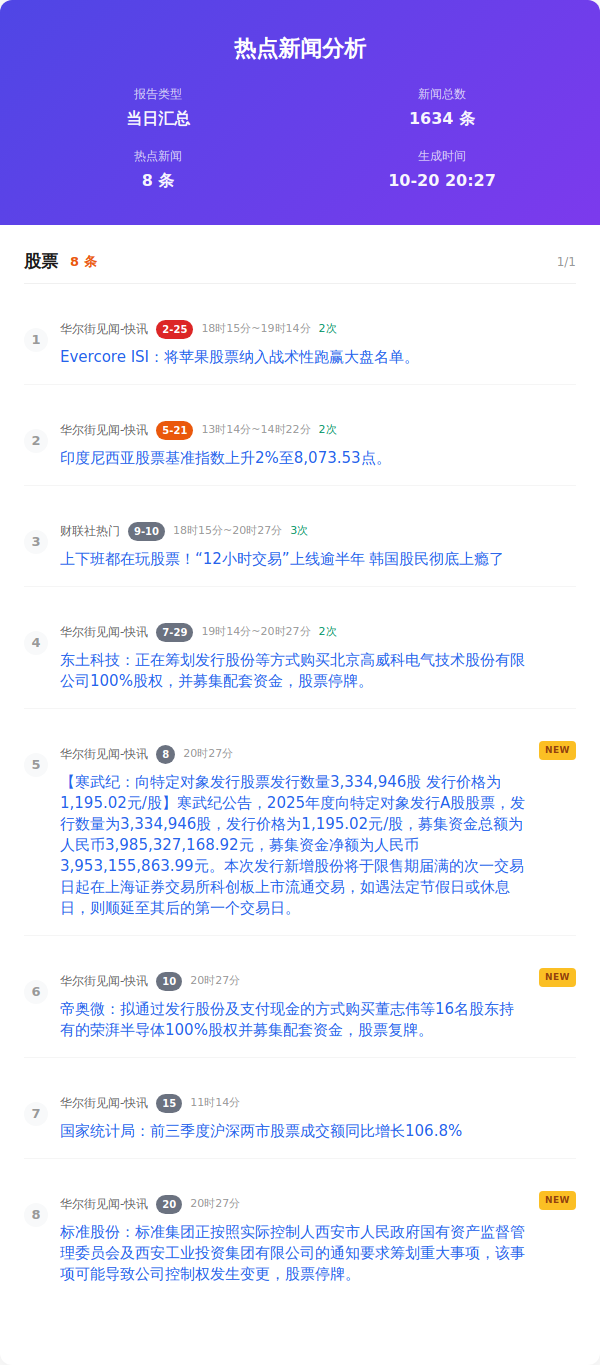 热点新闻分析
报告类型
当日汇总
新闻总数
1634 条
热点新闻
8 条
生成时间
10-20 20:27
股票 8 条 1/1
1
华尔街见闻-快讯 2-25 18时15分~19时14分 2次
Evercore ISI：将苹果股票纳入战术性跑赢大盘名单。
2
华尔街见闻-快讯 5-21 13时14分~14时22分 2次
印度尼西亚股票基准指数上升2%至8,073.53点。
3
财联社热门 9-10 18时15分~20时27分 3次
上下班都在玩股票！“12小时交易”上线逾半年 韩国股民彻底上瘾了
4
华尔街见闻-快讯 7-29 19时14分~20时27分 2次
东土科技：正在筹划发行股份等方式购买北京高威科电气技术股份有限
公司100%股权，并募集配套资金，股票停牌。
5
华尔街见闻-快讯 8 20时27分 NEW
【寒武纪：向特定对象发行股票发行数量3,334,946股 发行价格为
1,195.02元/股】寒武纪公告，2025年度向特定对象发行A股股票，发
行数量为3,334,946股，发行价格为1,195.02元/股，募集资金总额为
人民币3,985,327,168.92元，募集资金净额为人民币
3,953,155,863.99元。本次发行新增股份将于限售期届满的次一交易
日起在上海证券交易所科创板上市流通交易，如遇法定节假日或休息
日，则顺延至其后的第一个交易日。
6
华尔街见闻-快讯 10 20时27分 NEW
帝奥微：拟通过发行股份及支付现金的方式购买董志伟等16名股东持
有的荣湃半导体100%股权并募集配套资金，股票复牌。
7
华尔街见闻-快讯 15 11时14分
国家统计局：前三季度沪深两市股票成交额同比增长106.8%
8
华尔街见闻-快讯 20 20时27分 NEW
标准股份：标准集团正按照实际控制人西安市人民政府国有资产监督管
理委员会及西安工业投资集团有限公司的通知要求筹划重大事项，该事
项可能导致公司控制权发生变更，股票停牌。